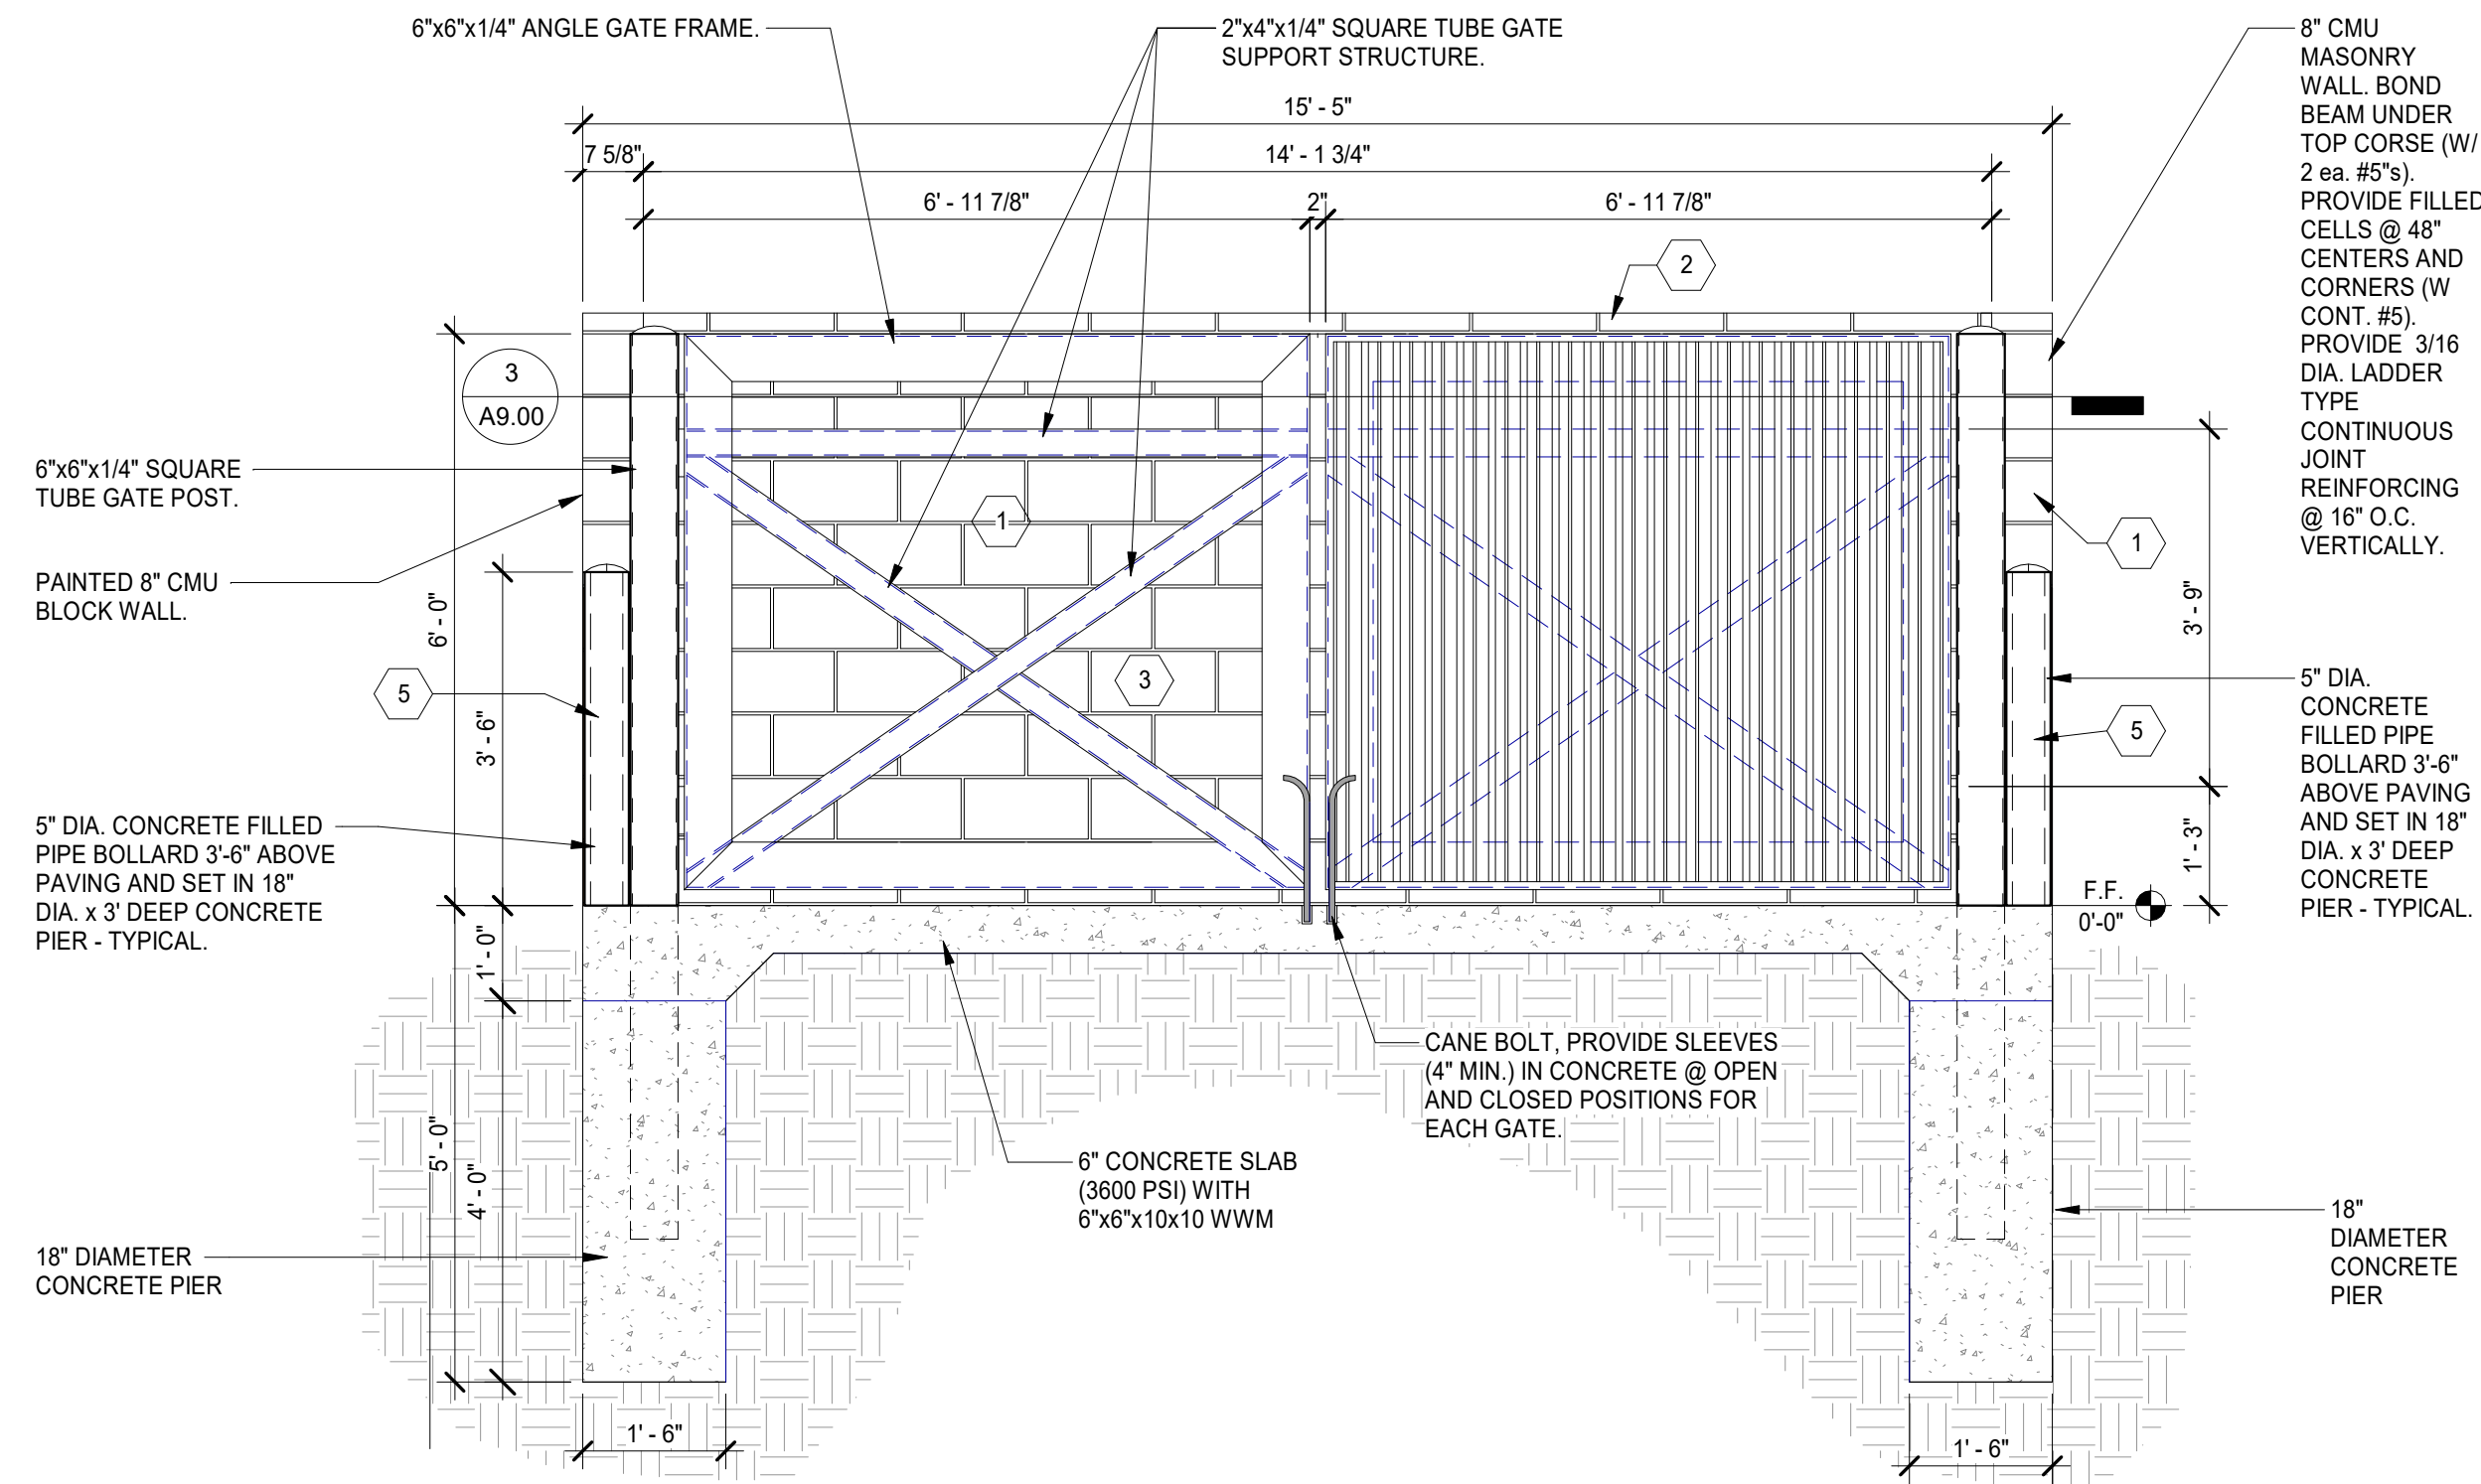 6"x6"x1/4" ANGLE GATE FRAME.
2"x4"x1/4" SQUARE TUBE GATE
SUPPORT STRUCTURE.
8" CMU
MASONRY
WALL. BOND
BEAM UNDER
TOP CORSE (W/
2 ea. #5"s).
PROVIDE FILLED
CELLS @ 48"
CENTERS AND
CORNERS (W
CONT. #5).
PROVIDE 3/16
DIA. LADDER
TYPE
CONTINUOUS
JOINT
REINFORCING
@ 16" O.C.
VERTICALLY.
15' - 5"
7 5/8"
14' - 1 3/4"
6' - 11 7/8"
2"
6' - 11 7/8"
2
3
A9.00
6"x6"x1/4" SQUARE
TUBE GATE POST.
1
1
PAINTED 8" CMU
BLOCK WALL.
6' - 0"
3' - 9"
5
3
5
3' - 6"
5" DIA.
CONCRETE
FILLED PIPE
BOLLARD 3'-6"
ABOVE PAVING
AND SET IN 18"
DIA. x 3' DEEP
CONCRETE
PIER - TYPICAL.
5" DIA. CONCRETE FILLED
PIPE BOLLARD 3'-6" ABOVE
PAVING AND SET IN 18"
DIA. x 3' DEEP CONCRETE
PIER - TYPICAL.
1' - 3"
F.F.
0'-0"
1' - 0"
CANE BOLT, PROVIDE SLEEVES
(4" MIN.) IN CONCRETE @ OPEN
AND CLOSED POSITIONS FOR
EACH GATE.
5' - 0"
4' - 0"
6" CONCRETE SLAB
(3600 PSI) WITH
6"x6"x10x10 WWM
18" DIAMETER
CONCRETE PIER
18"
DIAMETER
CONCRETE
PIER
1' - 6"
1' - 6"